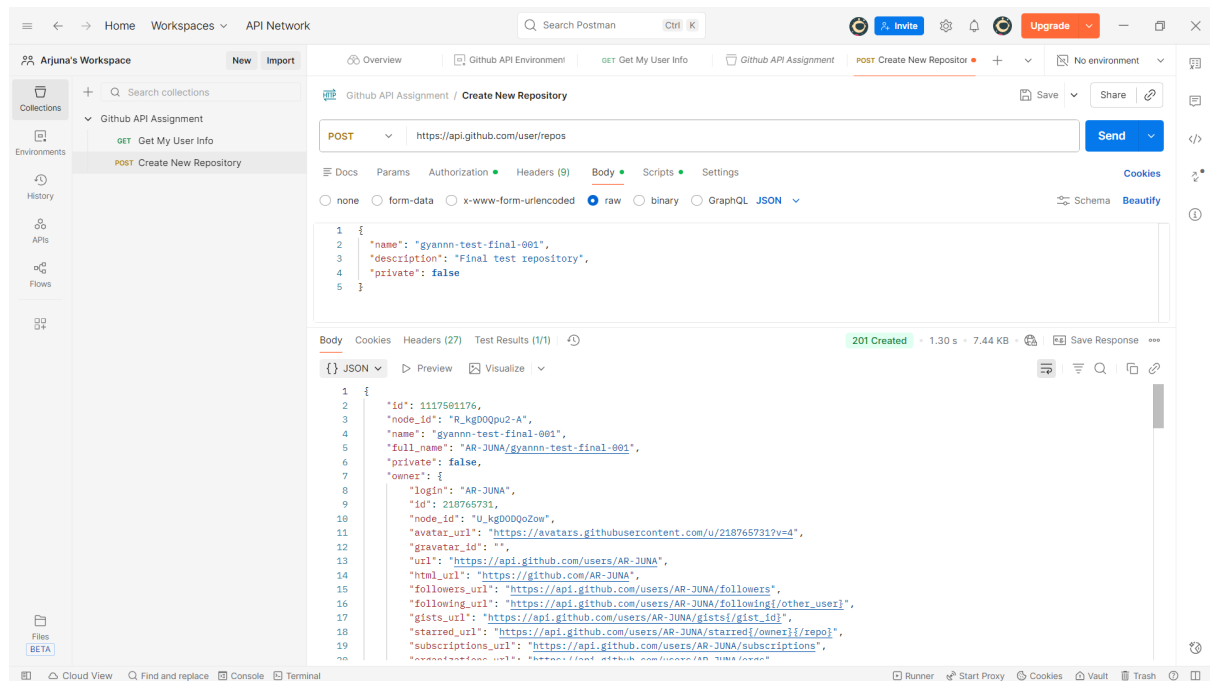 Home Workspaces API Network Search Postman Ctrl K Invite Upgrade
Arjuna's Workspace New Import Overview Github API Environment GET Get My User Info Github API Assignment POST Create New Repositor No environment
Collections Search collections Github API Assignment / Create New Repository Save Share
Github API Assignment
GET Get My User Info POST https://api.github.com/user/repos Send
Environments
POST Create New Repository
Docs Params Authorization Headers (9) Body Scripts Settings Cookies
History
none form-data x-www-form-urlencoded raw binary GraphQL JSON Schema Beautify
APIs
Flows
1 {
2 "name": "gyannn-test-final-001",
3 "description": "Final test repository",
4 "private": false
5 }
Body Cookies Headers (27) Test Results (1/1) 201 Created 1.30 s 7.44 KB Save Response
{} JSON Preview Visualize
1 {
2 "id": 1117501176,
3 "node_id": "R_kgDOQpu2-A",
4 "name": "gyannn-test-final-001",
5 "full_name": "AR-JUNA/gyannn-test-final-001",
6 "private": false,
7 "owner": {
8 "login": "AR-JUNA",
9 "id": 218765731,
10 "node_id": "U_kgDODQoZow",
11 "avatar_url": "https://avatars.githubusercontent.com/u/218765731?v=4",
12 "gravatar_id": "",
13 "url": "https://api.github.com/users/AR-JUNA",
14 "html_url": "https://github.com/AR-JUNA",
15 "followers_url": "https://api.github.com/users/AR-JUNA/followers",
16 "following_url": "https://api.github.com/users/AR-JUNA/following{/other_user}",
17 "gists_url": "https://api.github.com/users/AR-JUNA/gists{/gist_id}",
18 "starred_url": "https://api.github.com/users/AR-JUNA/starred{/owner}{/repo}",
19 "subscriptions_url": "https://api.github.com/users/AR-JUNA/subscriptions",
Files
BETA
Cloud View Find and replace Console Terminal Runner Start Proxy Cookies Vault Trash